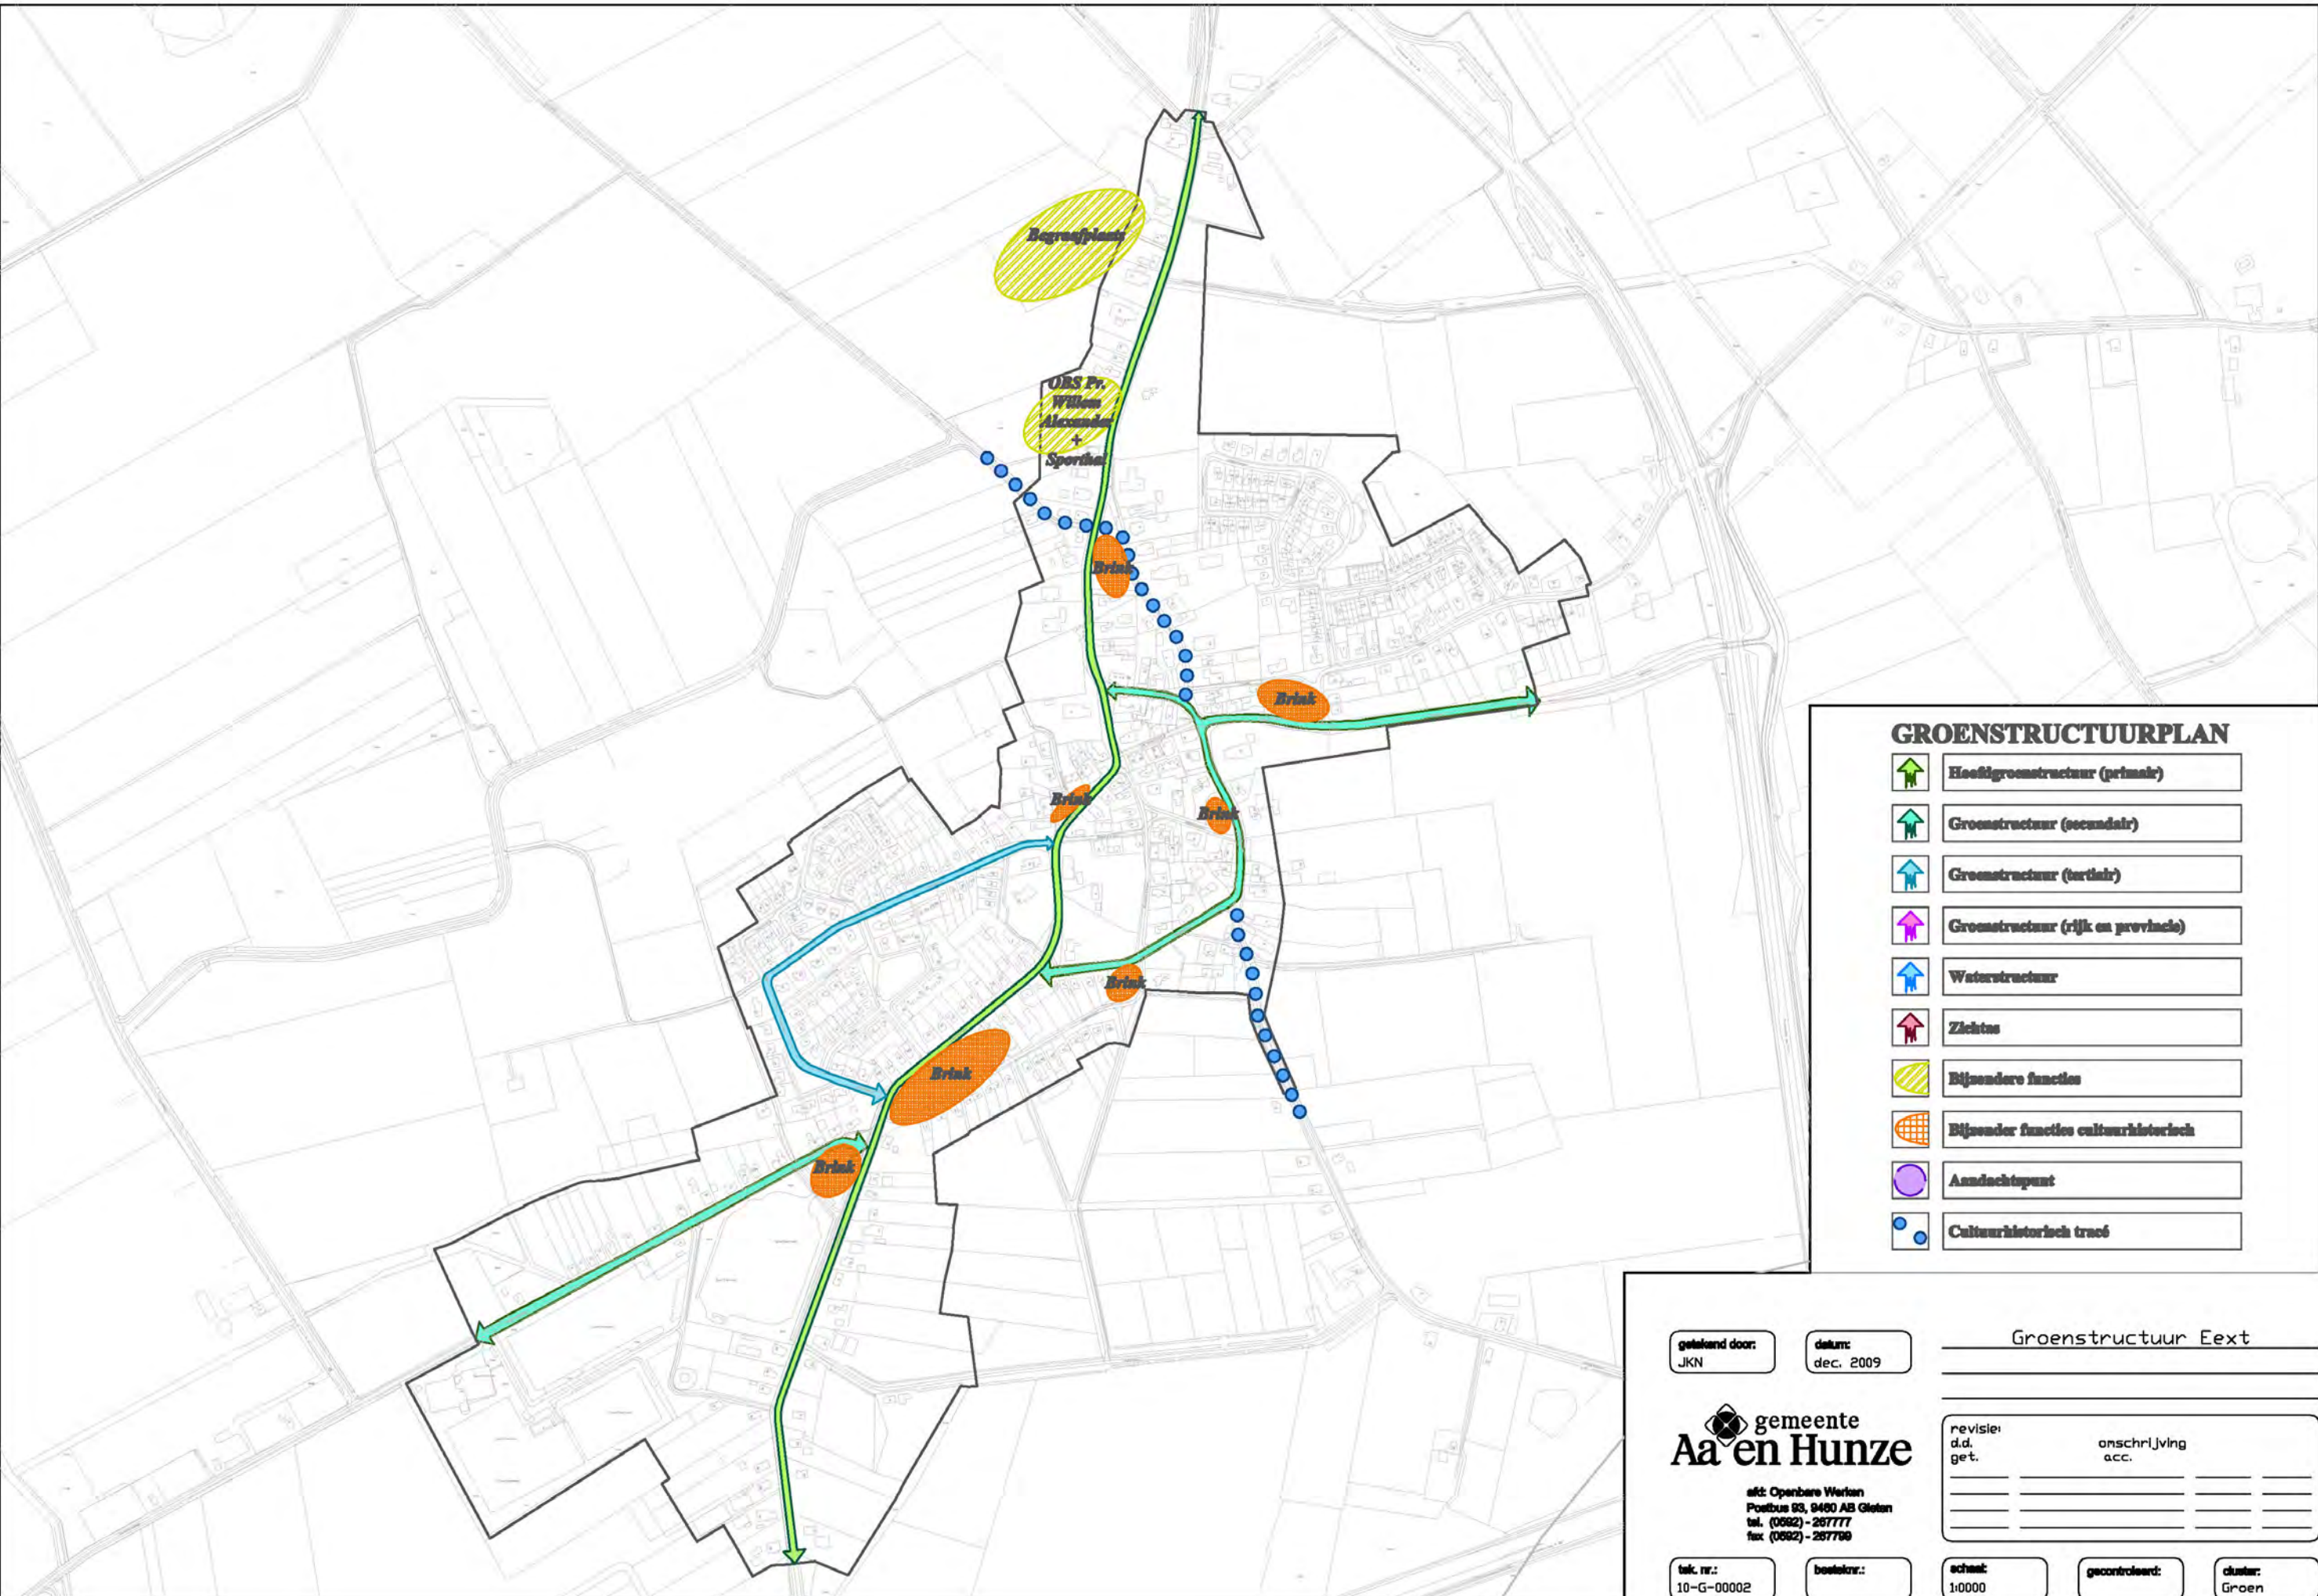 Begraafplaats
OBS Pr.
Willem
Alexander
+
Sporthal
Brink
Brink
Brink
Brink
Brink
Brink
Brink
GROENSTRUCTUURPLAN
Hoofdgroenstructuur (primair)
Groenstructuur (secundair)
Groenstructuur (tertiair)
Groenstructuur (rijk en provincie)
Waterstructuur
Zichtas
Bijzondere functies
Bijzonder functies cultuurhistorisch
Aandachtspunt
Cultuurhistorisch tracé
getekend door:
JKN
datum:
dec. 2009
Groenstructuur Eext
gemeente
Aa en Hunze
afd: Openbare Werken
Postbus 93, 9460 AB Gieten
tel. (0592) - 267777
fax (0592) - 267799
revisie:
d.d. omschrijving
get. acc.
tek. nr.:
10-G-00002
besteknr.:
schaal:
1:0000
gecontroleerd:
cluster:
Groen